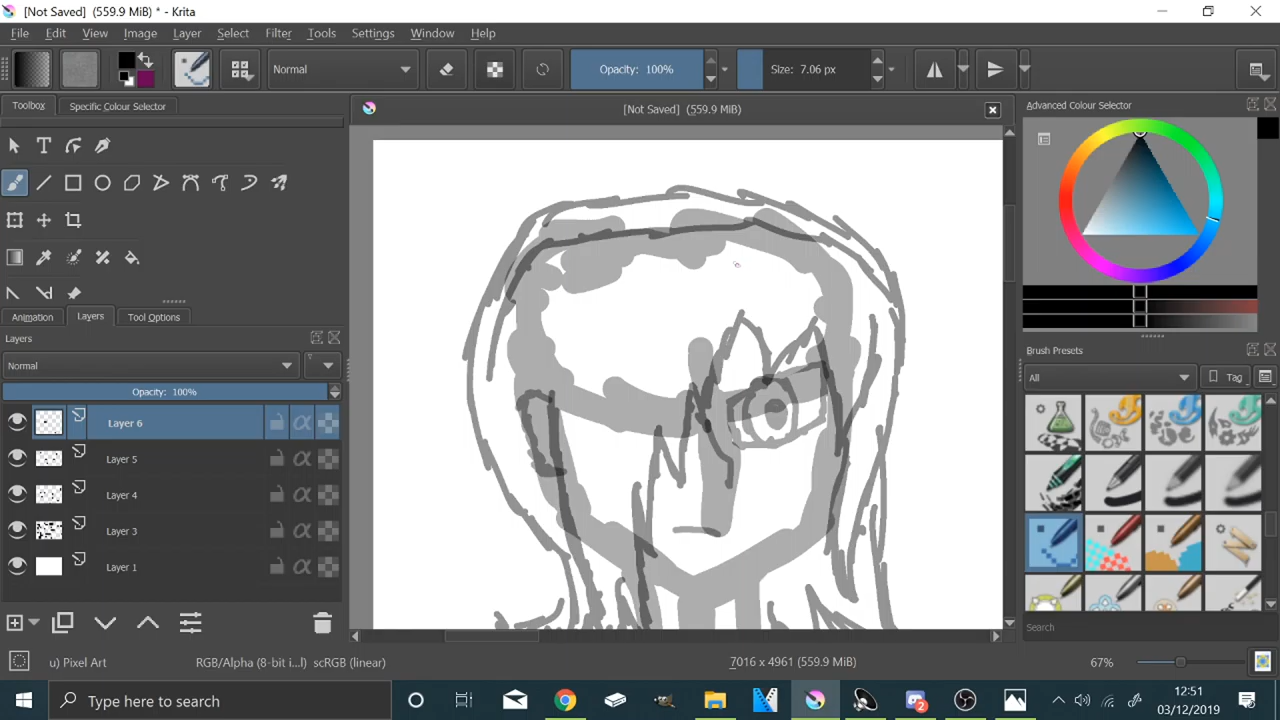 [Not Saved]  (559.9 MiB) * - Krita
File Edit View Image Layer Select Filter Tools Settings Window Help
Normal Opacity: 100% Size: 7.06 px
Toolbox Specific Colour Selector
[Not Saved]  (559.9 MiB)
Advanced Colour Selector
Animation Layers Tool Options
Layers
Normal
Opacity: 100%
Layer 6
Layer 5
Layer 4
Layer 3
Layer 1
Brush Presets
All Tag
Search
u) Pixel Art RGB/Alpha (8-bit i...l)  scRGB (linear) 7016 x 4961 (559.9 MiB) 67%
Type here to search
2
12:51
03/12/2019